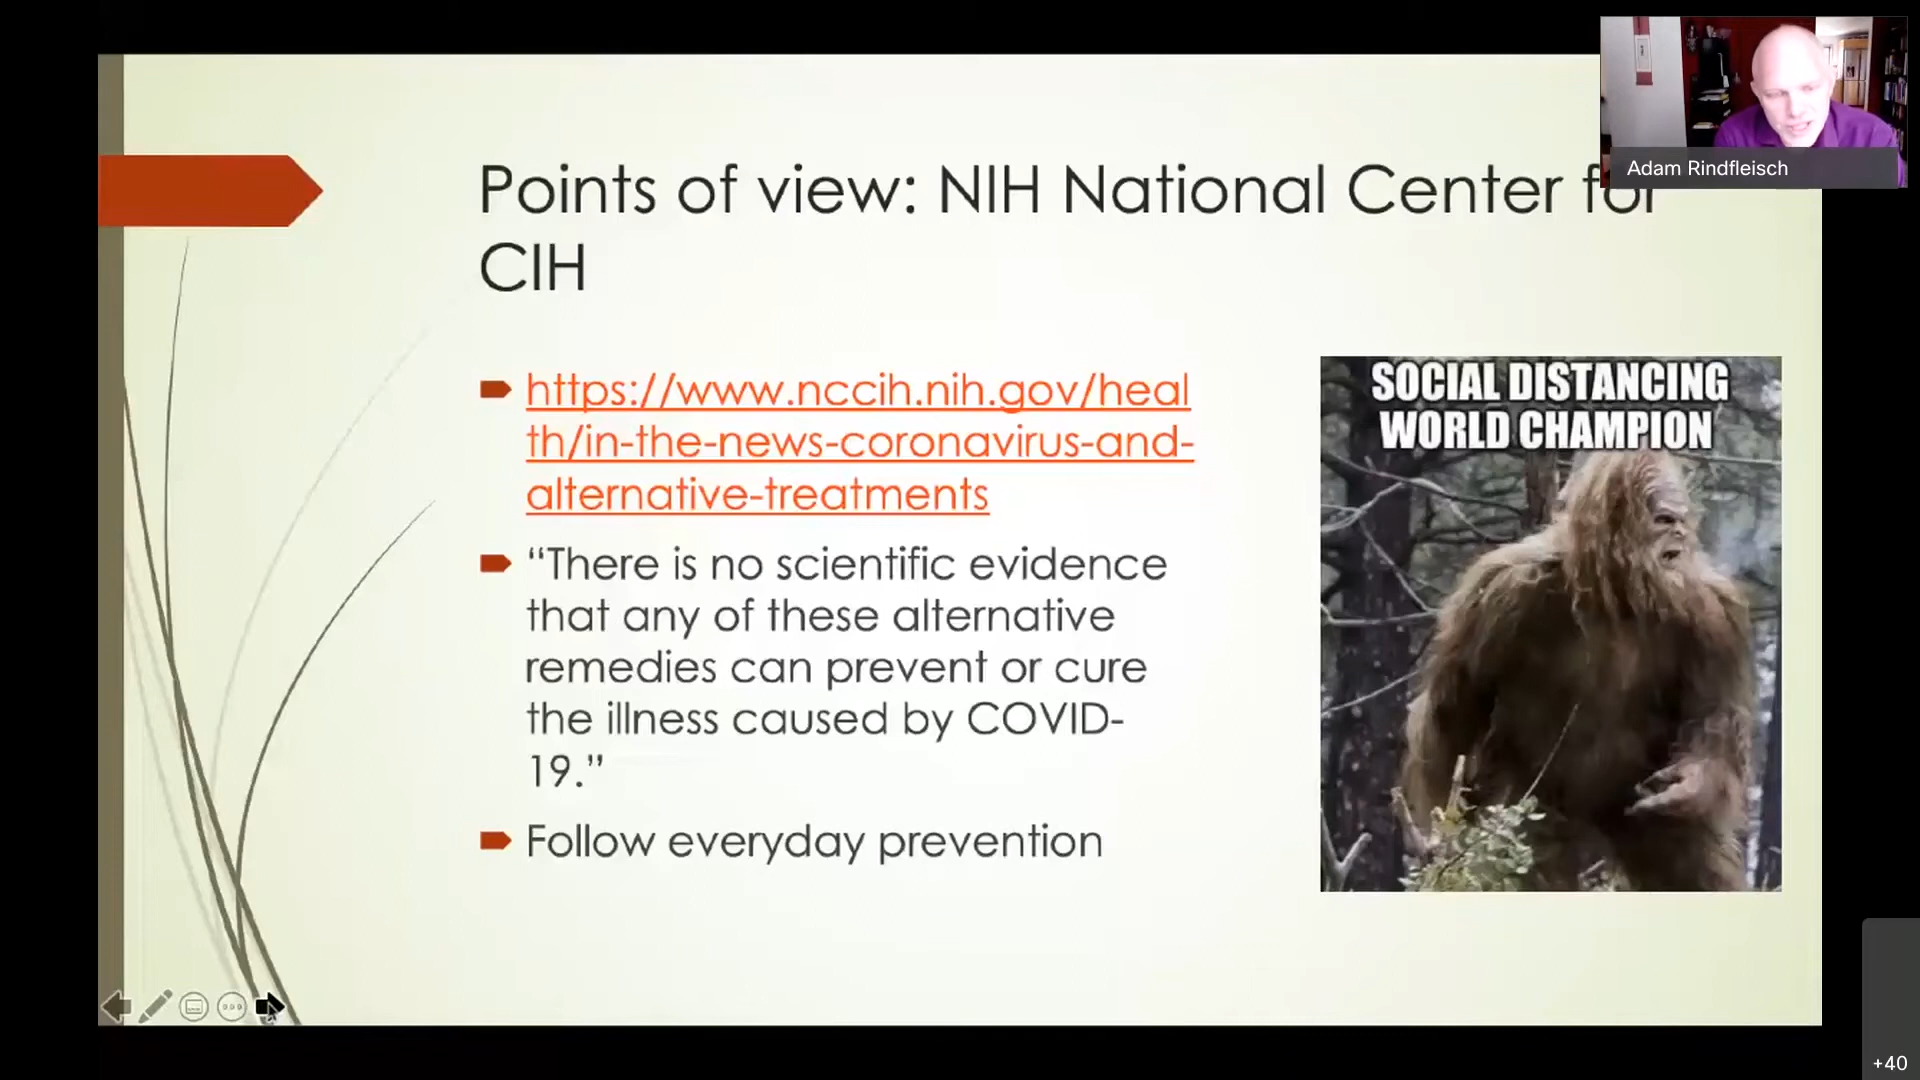 Adam Rindfleisch
Points of view: NIH National Center for
CIH
https://www.nccih.nih.gov/heal
th/in-the-news-coronavirus-and-
alternative-treatments
“There is no scientific evidence
that any of these alternative
remedies can prevent or cure
the illness caused by COVID-
19.”
Follow everyday prevention
SOCIAL DISTANCING
WORLD CHAMPION
+40